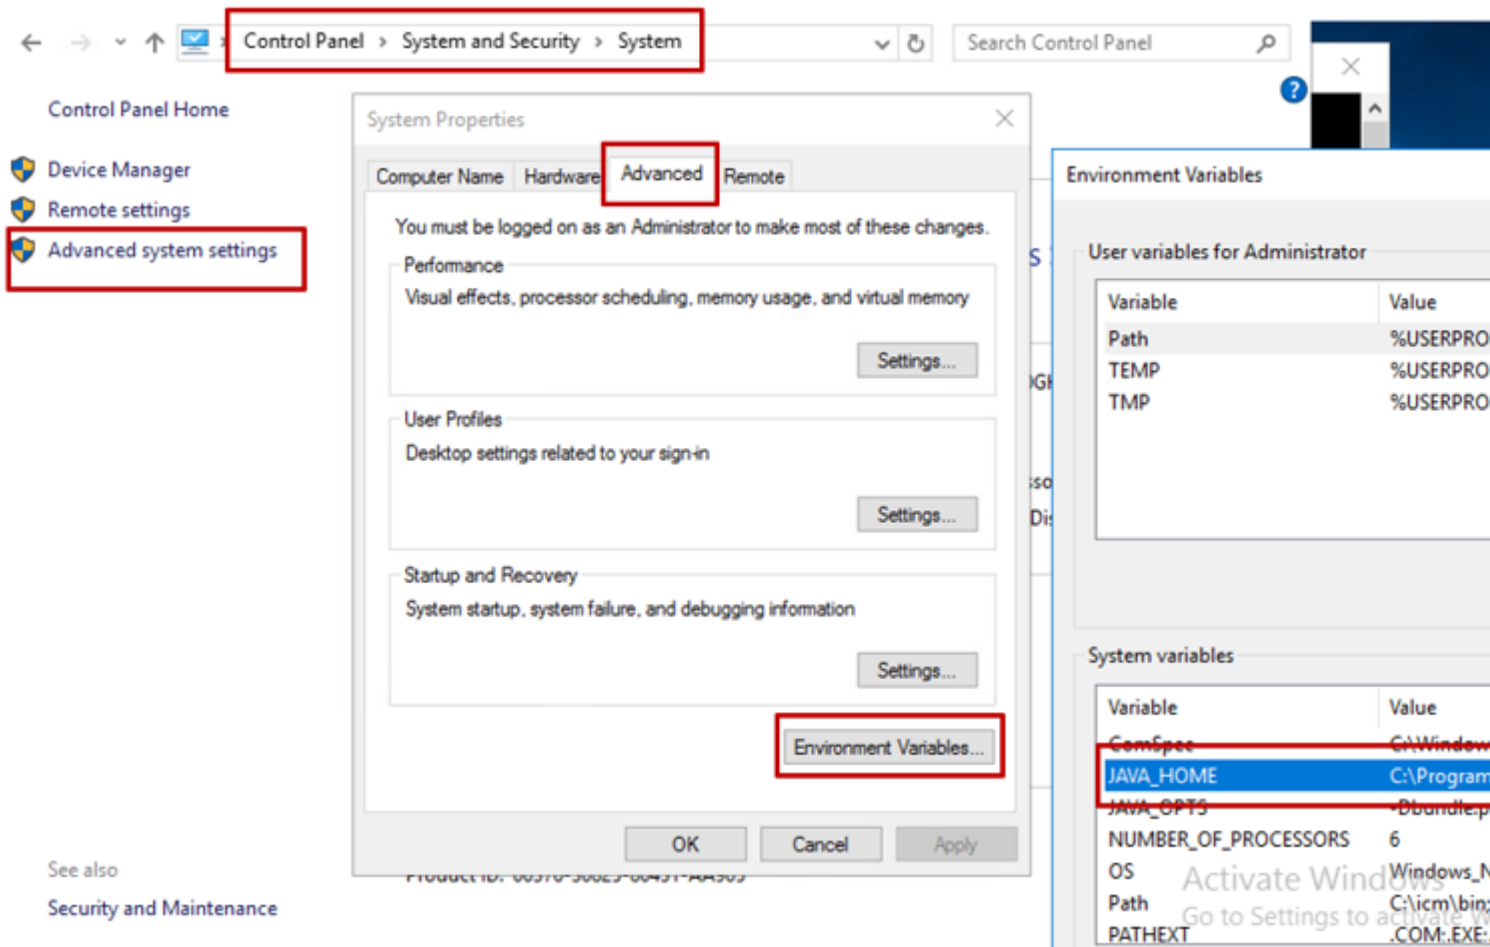 Control Panel > System and Security > System
Search Control Panel
?
Control Panel Home
Device Manager
Remote settings
Advanced system settings
See also
Security and Maintenance
System Properties
Computer Name Hardware Advanced Remote
You must be logged on as an Administrator to make most of these changes.
Performance
Visual effects, processor scheduling, memory usage, and virtual memory
Settings...
User Profiles
Desktop settings related to your sign-in
Settings...
Startup and Recovery
System startup, system failure, and debugging information
Settings...
Environment Variables...
OK Cancel Apply
Product ID:
Environment Variables
User variables for Administrator
Variable Value
Path %USERPRO
TEMP %USERPRO
TMP %USERPRO
System variables
Variable Value
ComSpec C:\Window
JAVA_HOME C:\Program
JAVA_OPTS -Dbundle.p
NUMBER_OF_PROCESSORS 6
OS Windows_N
Path C:\icm\bin;
PATHEXT .COM;.EXE;
Activate Windows
Go to Settings to activate W